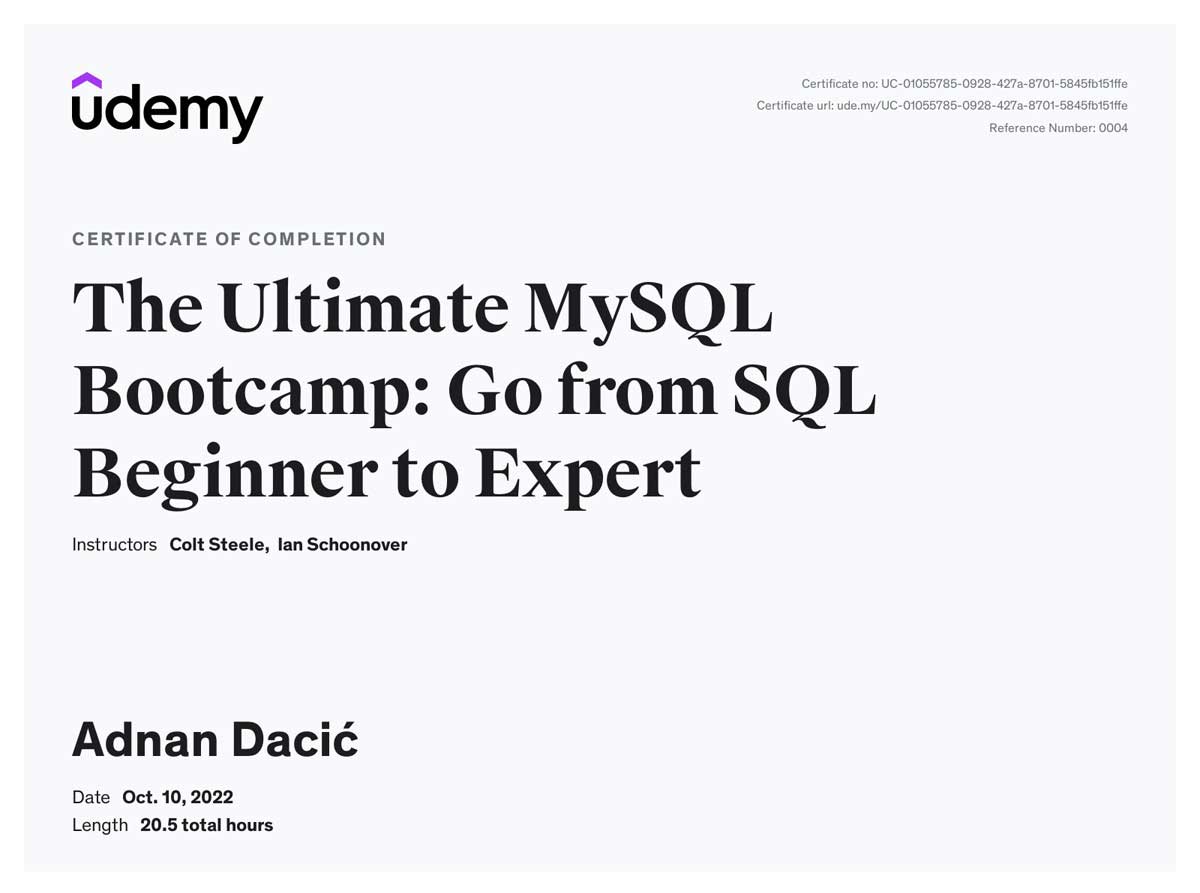 udemy
Certificate no: UC-01055785-0928-427a-8701-5845fb151ffe
Certificate url: ude.my/UC-01055785-0928-427a-8701-5845fb151ffe
Reference Number: 0004
CERTIFICATE OF COMPLETION
The Ultimate MySQL
Bootcamp: Go from SQL
Beginner to Expert
Instructors Colt Steele, Ian Schoonover
Adnan Dacić
Date Oct. 10, 2022
Length 20.5 total hours